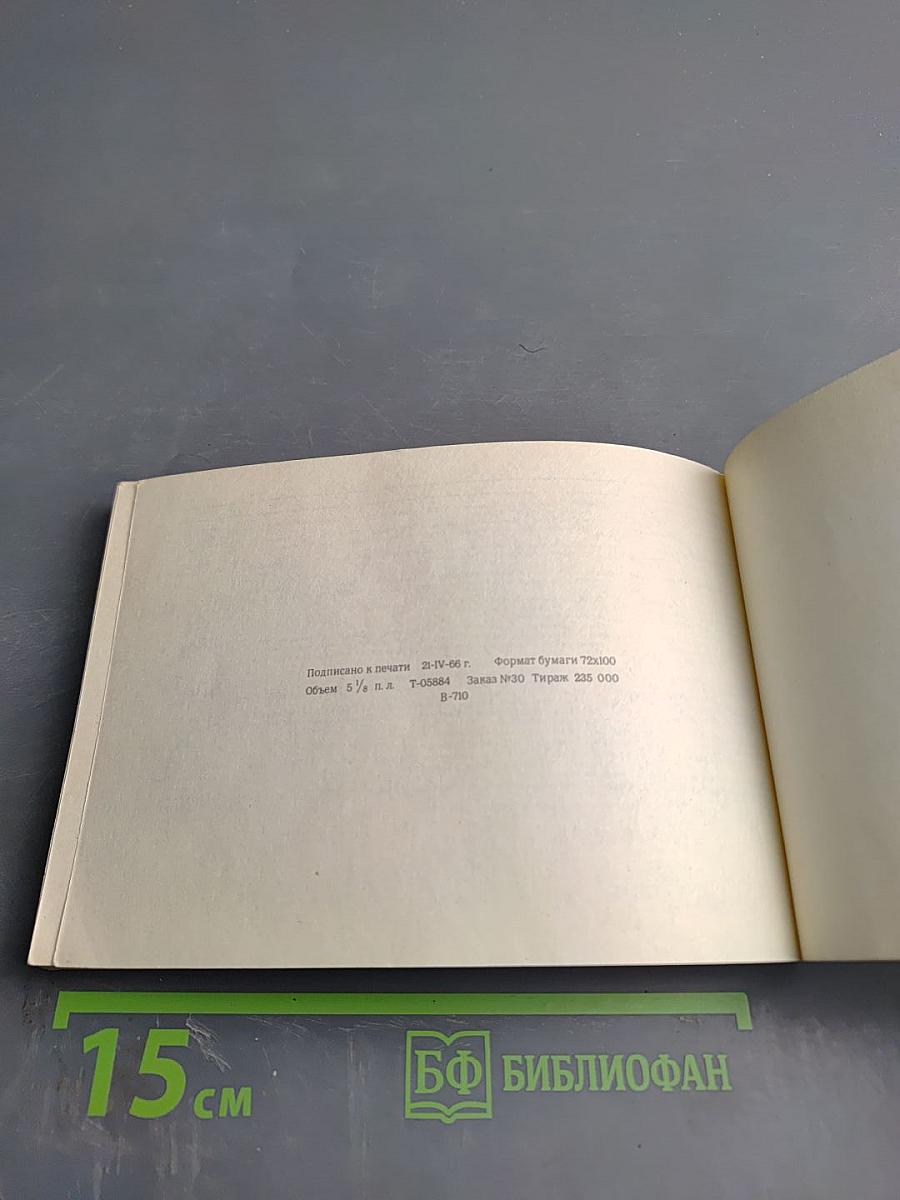 Подписано к печати 21-IV-66 г. Формат бумаги 72х100
Объем 5 1/8 п. л. Т-05884 Заказ №30 Тираж 235 000
В-710
15 см
БФ БИБЛИОФАН